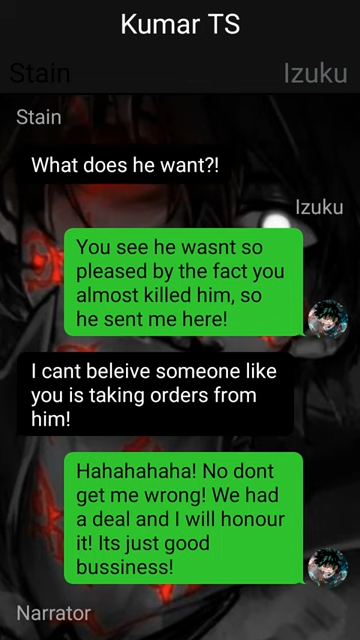 Kumar TS
Stain Izuku
Stain
What does he want?!
Izuku
You see he wasnt so
pleased by the fact you
almost killed him, so
he sent me here!
I cant beleive someone like
you is taking orders from
him!
Hahahahaha! No dont
get me wrong! We had
a deal and I will honour
it! Its just good
bussiness!
Narrator